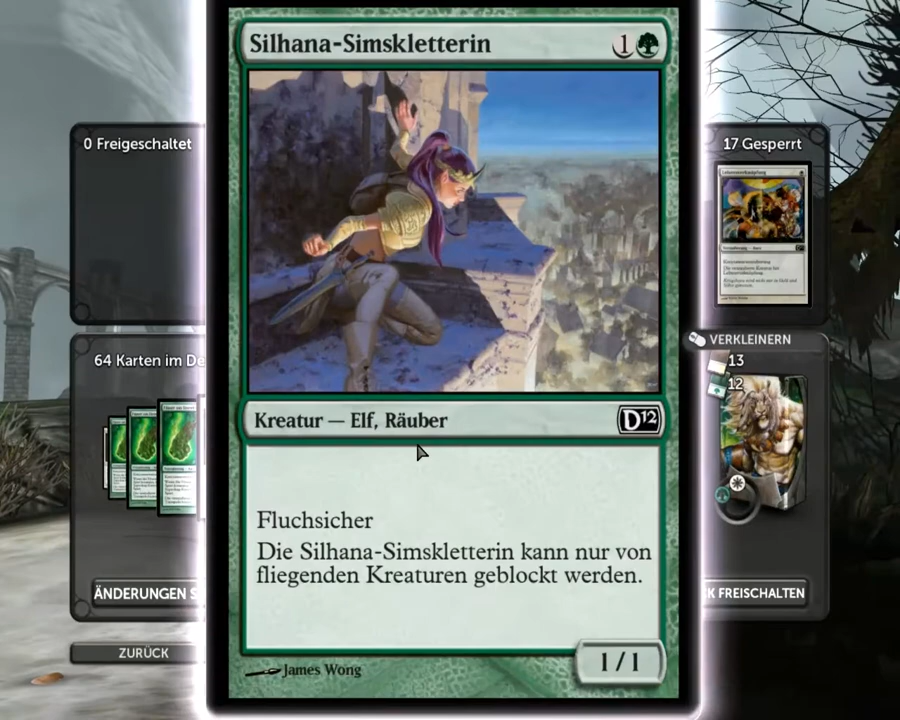 Silhana-Simskletterin
1
0 Freigeschaltet
17 Gesperrt
VERKLEINERN
64 Karten im De
13
12
Kreatur — Elf, Räuber
D12
Fluchsicher
Die Silhana-Simskletterin kann nur von
fliegenden Kreaturen geblockt werden.
ÄNDERUNGEN S
K FREISCHALTEN
ZURÜCK
James Wong
1/1